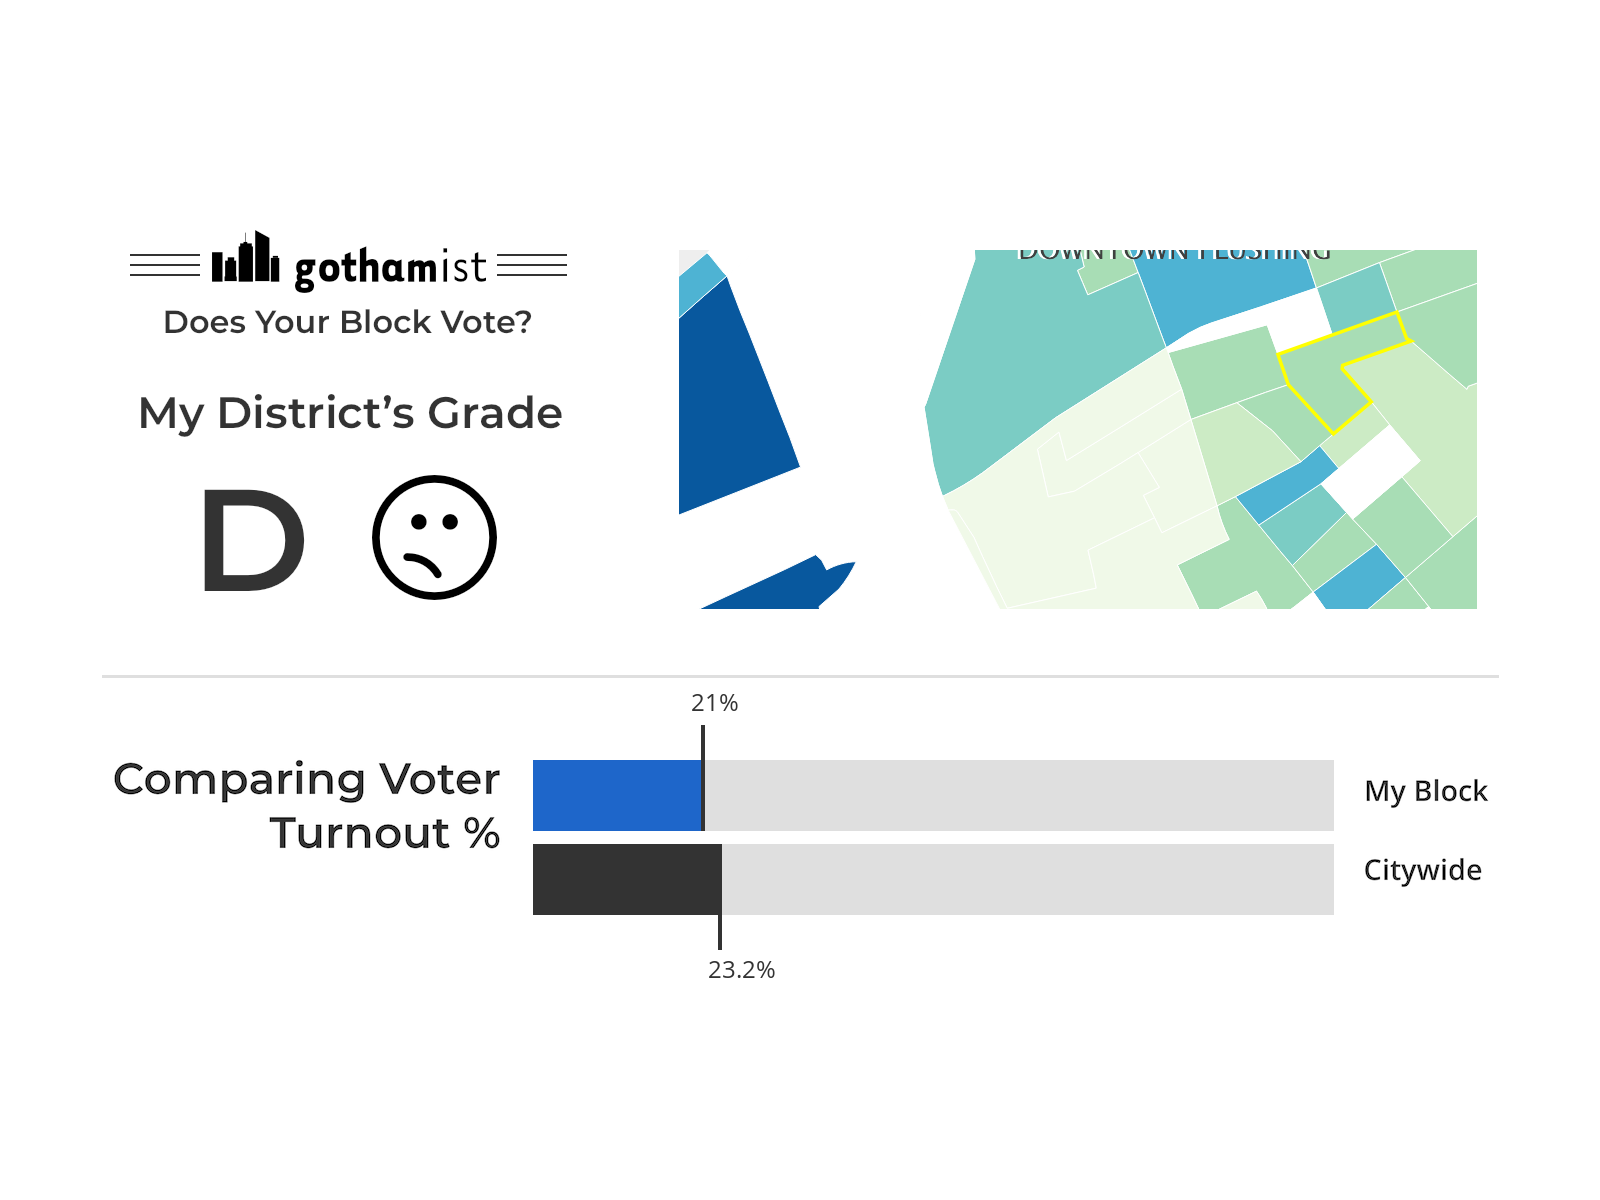 gothamist
Does Your Block Vote?
My District's Grade
D
DOWNTOWN FLUSHING
21%
Comparing Voter
Turnout %
My Block
Citywide
23.2%